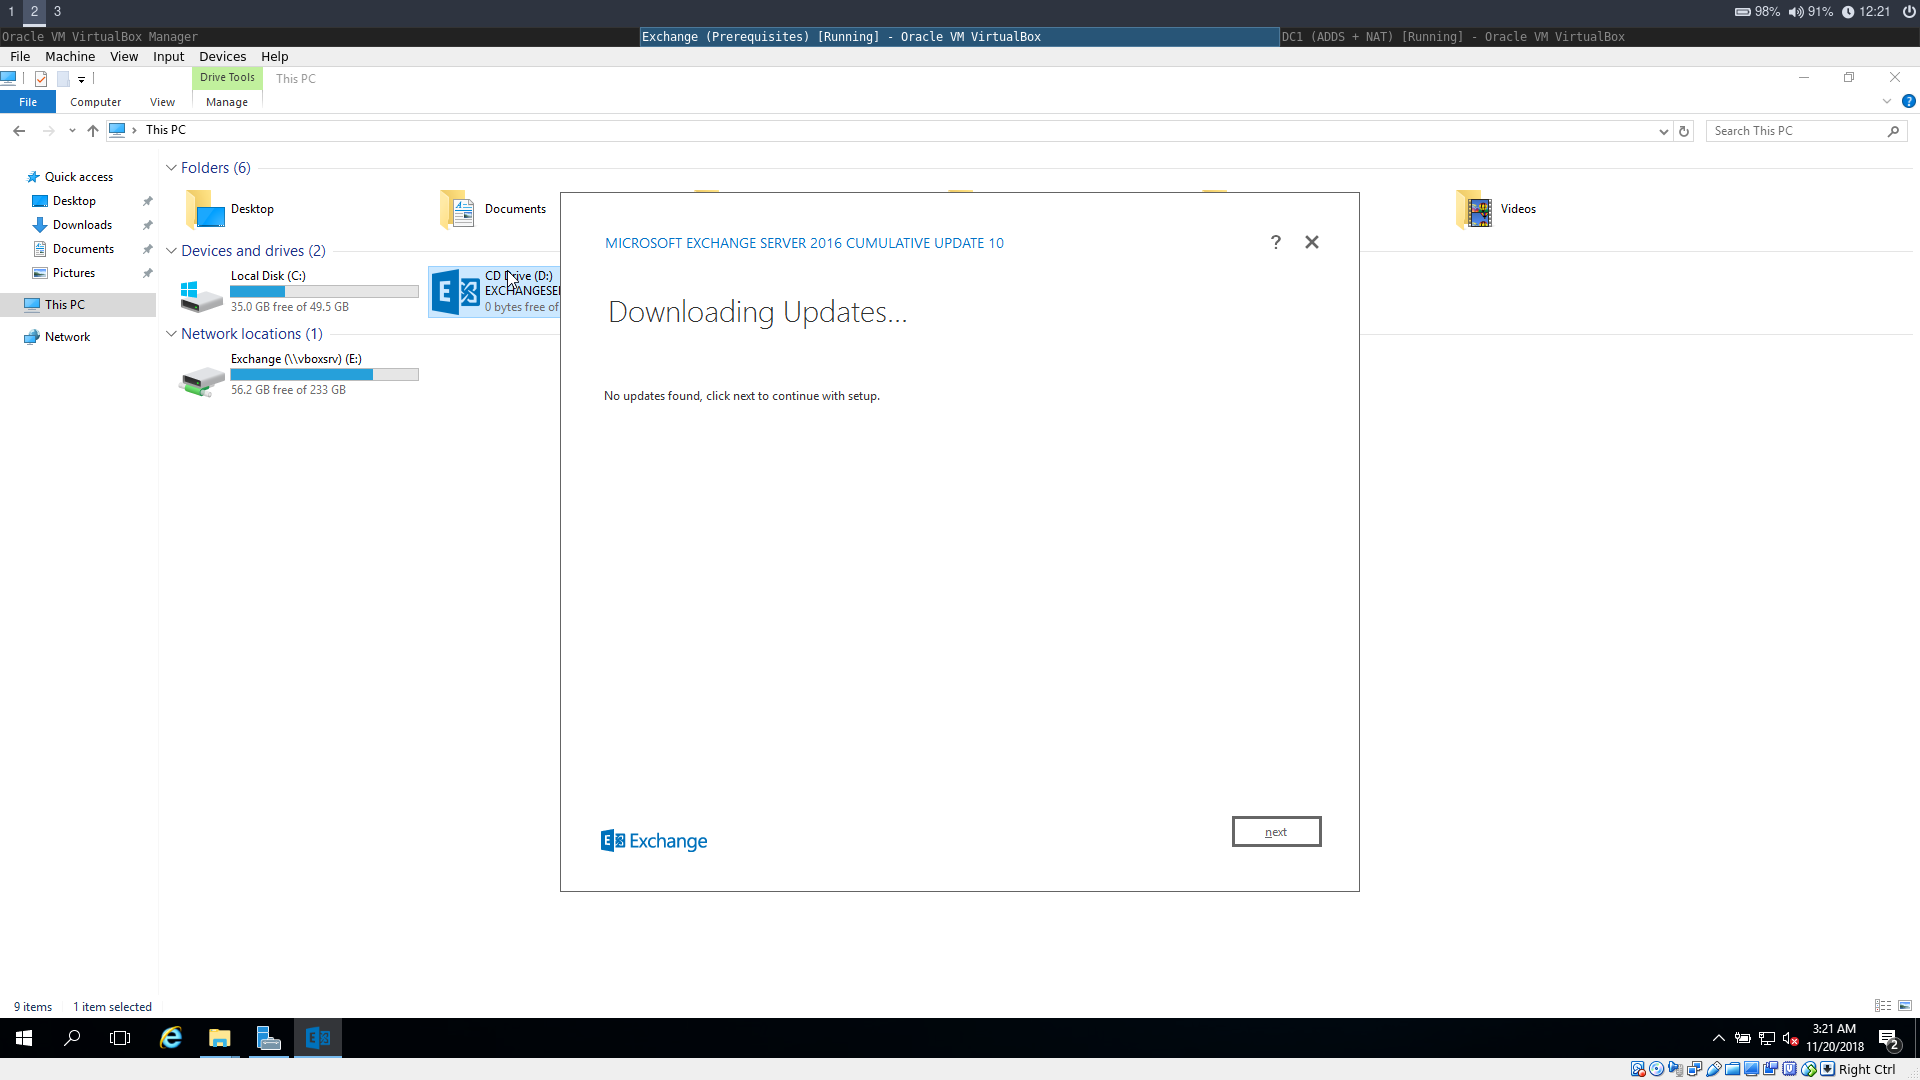 1 2 3
98% 91% 12:21
Oracle VM VirtualBox Manager
Exchange (Prerequisites) [Running] - Oracle VM VirtualBox
DC1 (ADDS + NAT) [Running] - Oracle VM VirtualBox
File Machine View Input Devices Help
Drive Tools
This PC
File Computer View Manage
This PC
Search This PC
Quick access
Desktop
Downloads
Documents
Pictures
This PC
Network
Folders (6)
Desktop
Documents
Videos
Devices and drives (2)
Local Disk (C:)
35.0 GB free of 49.5 GB
CD Drive (D:)
EXCHANGESE
0 bytes free of
Network locations (1)
Exchange (\\vboxsrv) (E:)
56.2 GB free of 233 GB
MICROSOFT EXCHANGE SERVER 2016 CUMULATIVE UPDATE 10
?
Downloading Updates...
No updates found, click next to continue with setup.
E Exchange
next
9 items 1 item selected
3:21 AM
11/20/2018
2
Right Ctrl